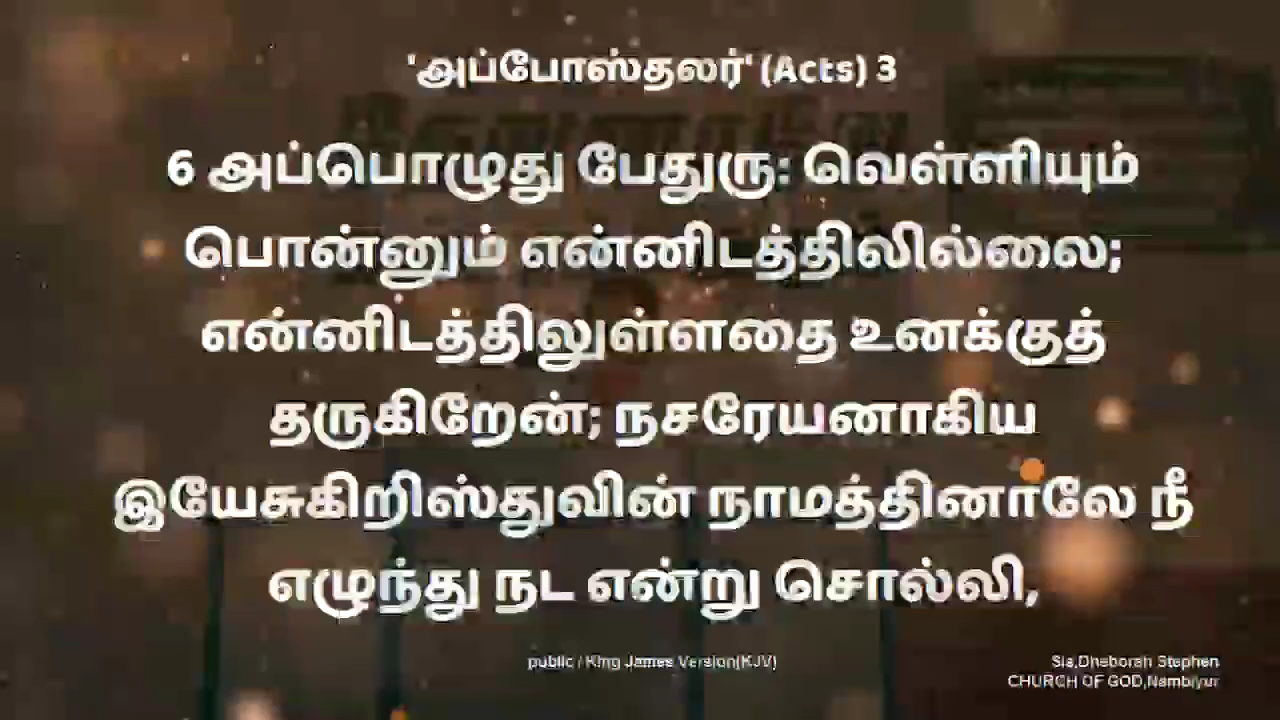 'அப்போஸ்தலர்' (Acts) 3
6 அப்பொழுது பேதுரு: வெள்ளியும்
பொன்னும் என்னிடத்திலில்லை;
என்னிடத்திலுள்ளதை உனக்குத்
தருகிறேன்; நசரேயனாகிய
இயேசுகிறிஸ்துவின் நாமத்தினாலே நீ
எழுந்து நட என்று சொல்லி,
public / King James Version(KJV)
Sis,Dheborah Stephen
CHURCH OF GOD,Nambiyur